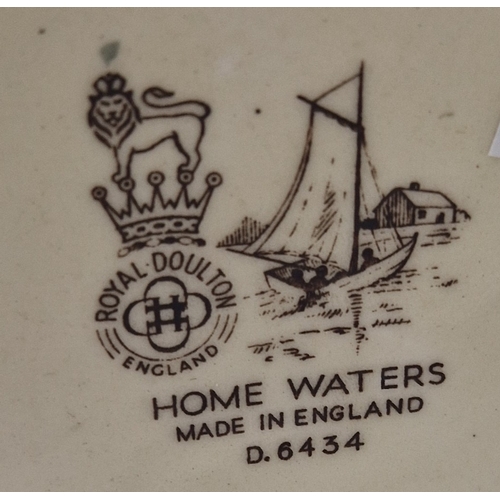 ROYAL·DOULTON
ENGLAND
HOME WATERS
MADE IN ENGLAND
D.6434